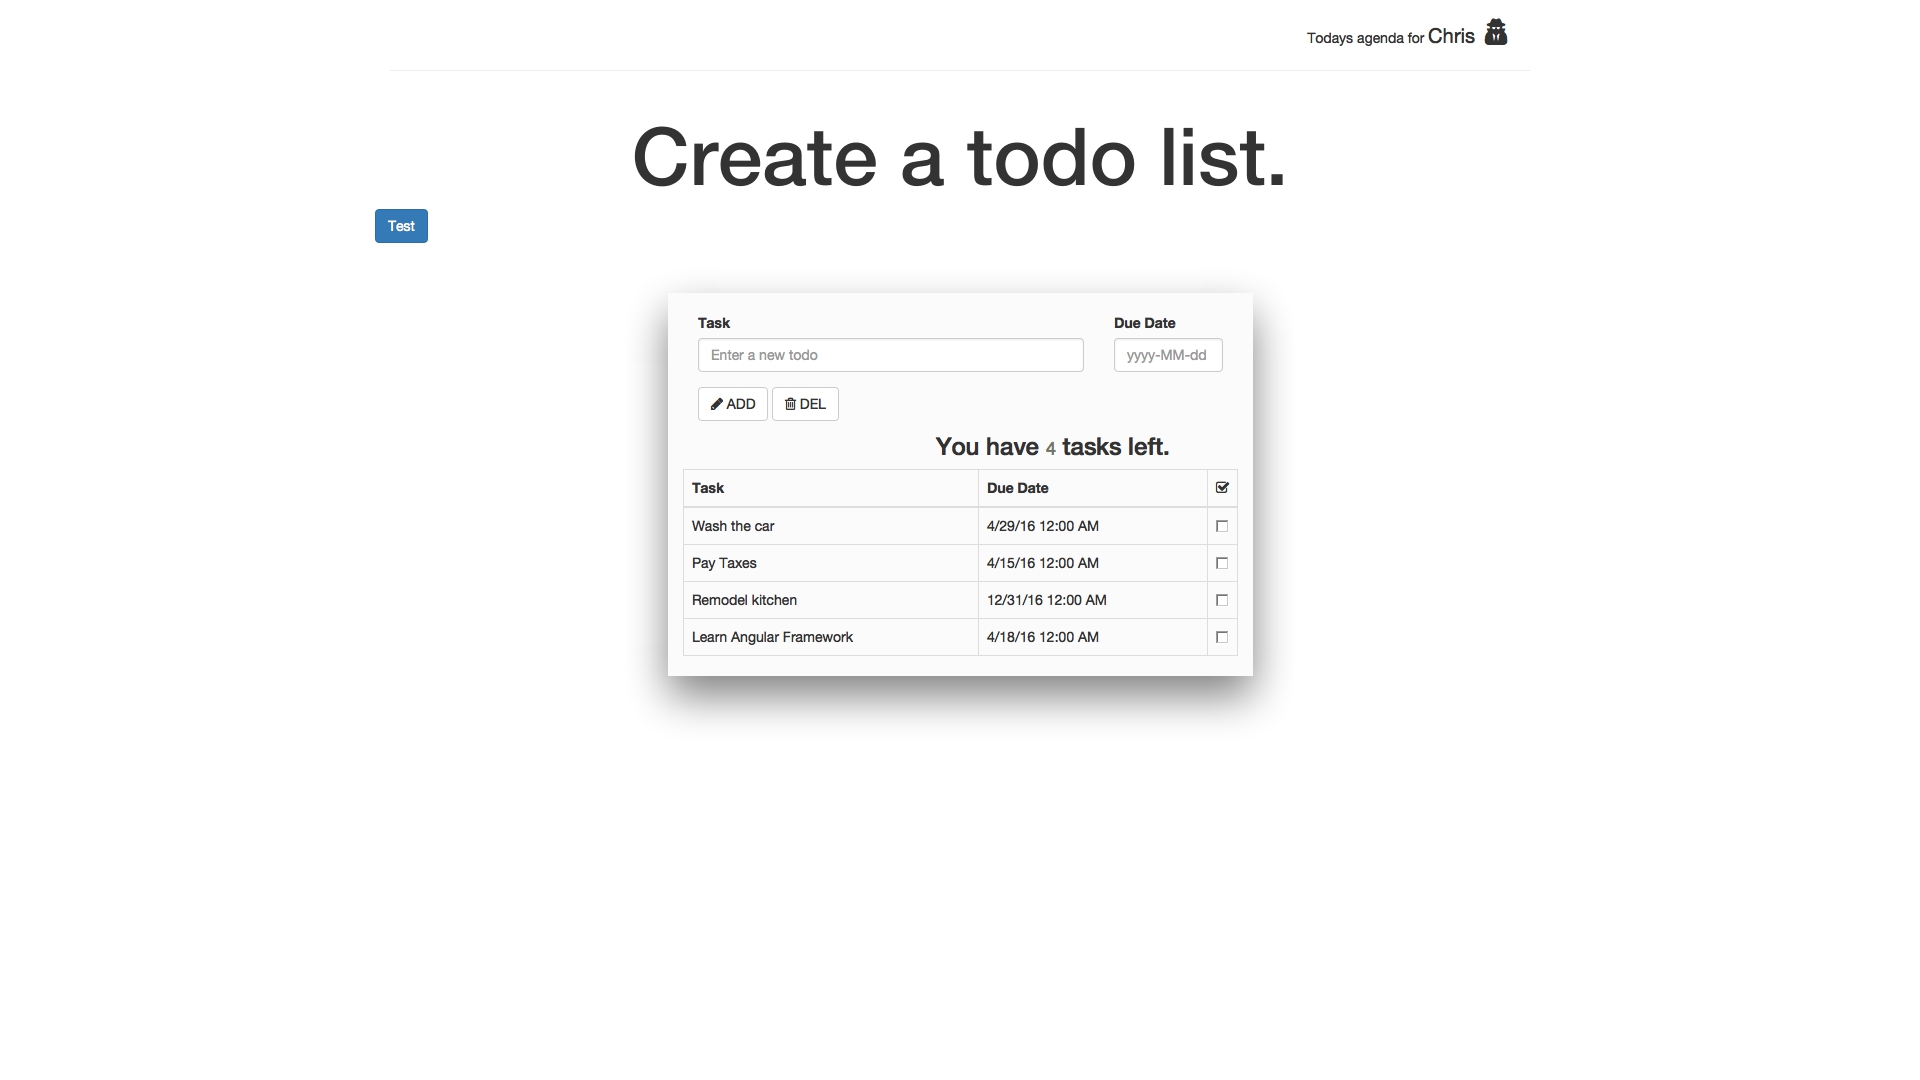 Todays agenda for Chris
Create a todo list.
Test
Task Due Date
Enter a new todo yyyy-MM-dd
ADD DEL
You have 4 tasks left.
Task Due Date
Wash the car 4/29/16 12:00 AM
Pay Taxes 4/15/16 12:00 AM
Remodel kitchen 12/31/16 12:00 AM
Learn Angular Framework 4/18/16 12:00 AM